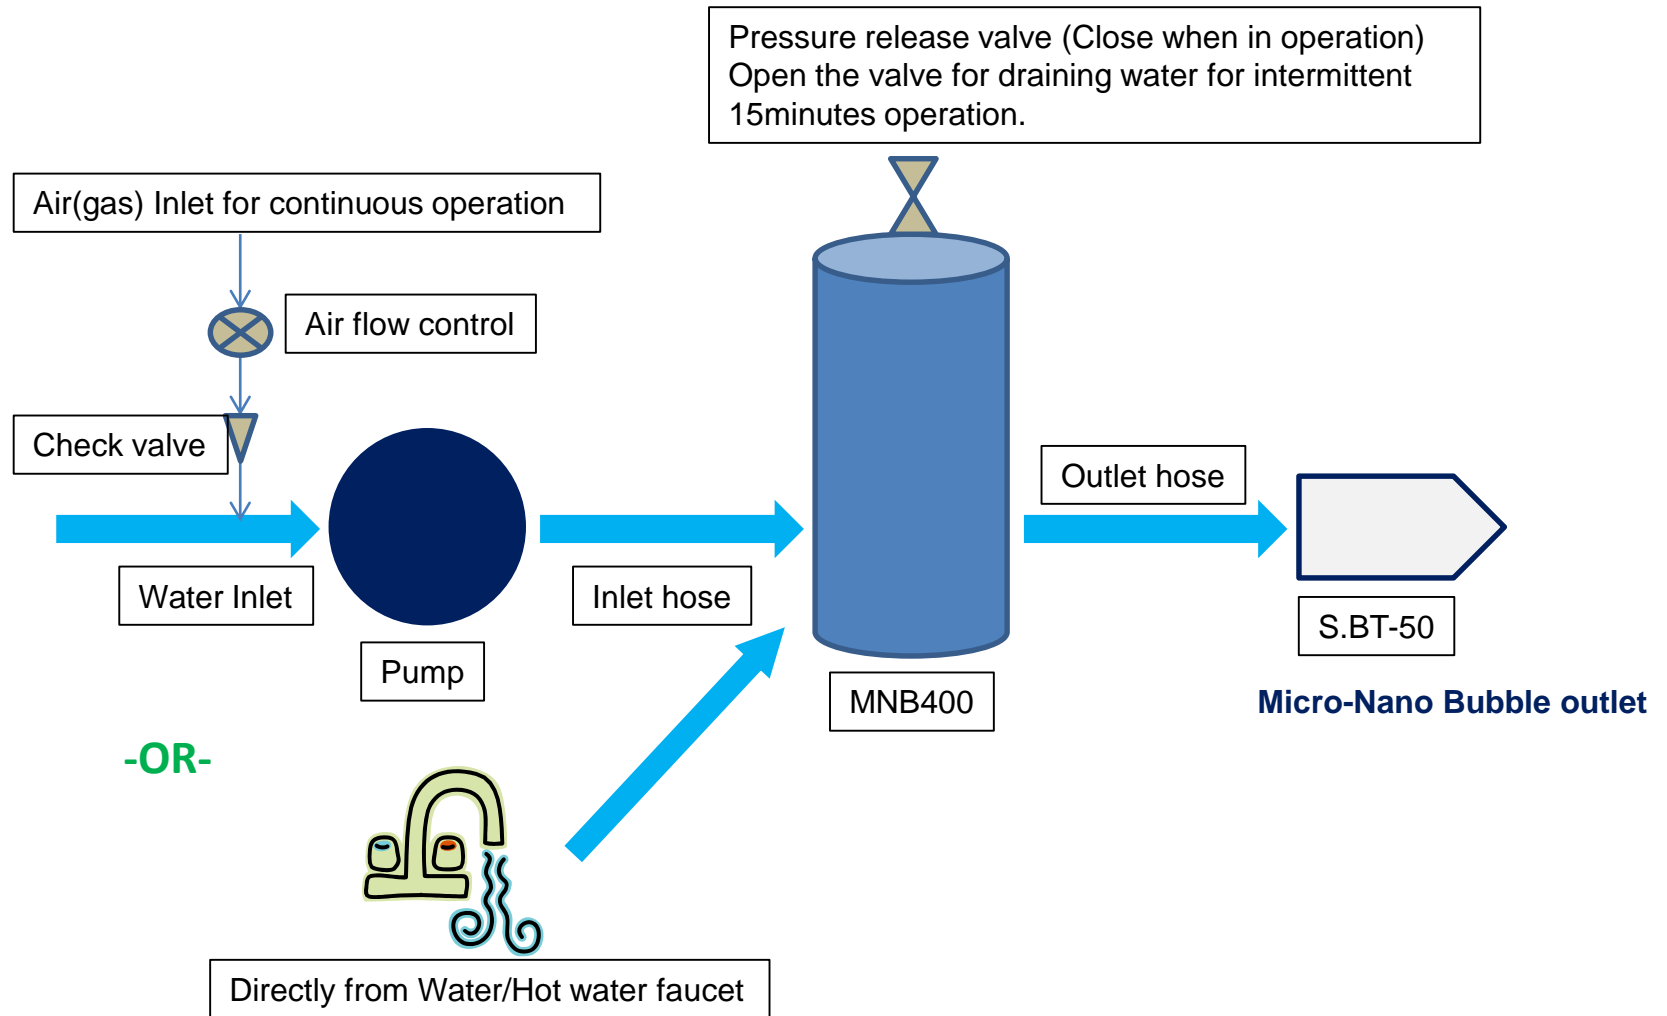 Pressure release valve (Close when in operation)
Open the valve for draining water for intermittent
15minutes operation.
Air(gas) Inlet for continuous operation
Air flow control
Check valve
Outlet hose
Water Inlet
Inlet hose
S.BT-50
Pump
MNB400
Micro-Nano Bubble outlet
-OR-
Directly from Water/Hot water faucet